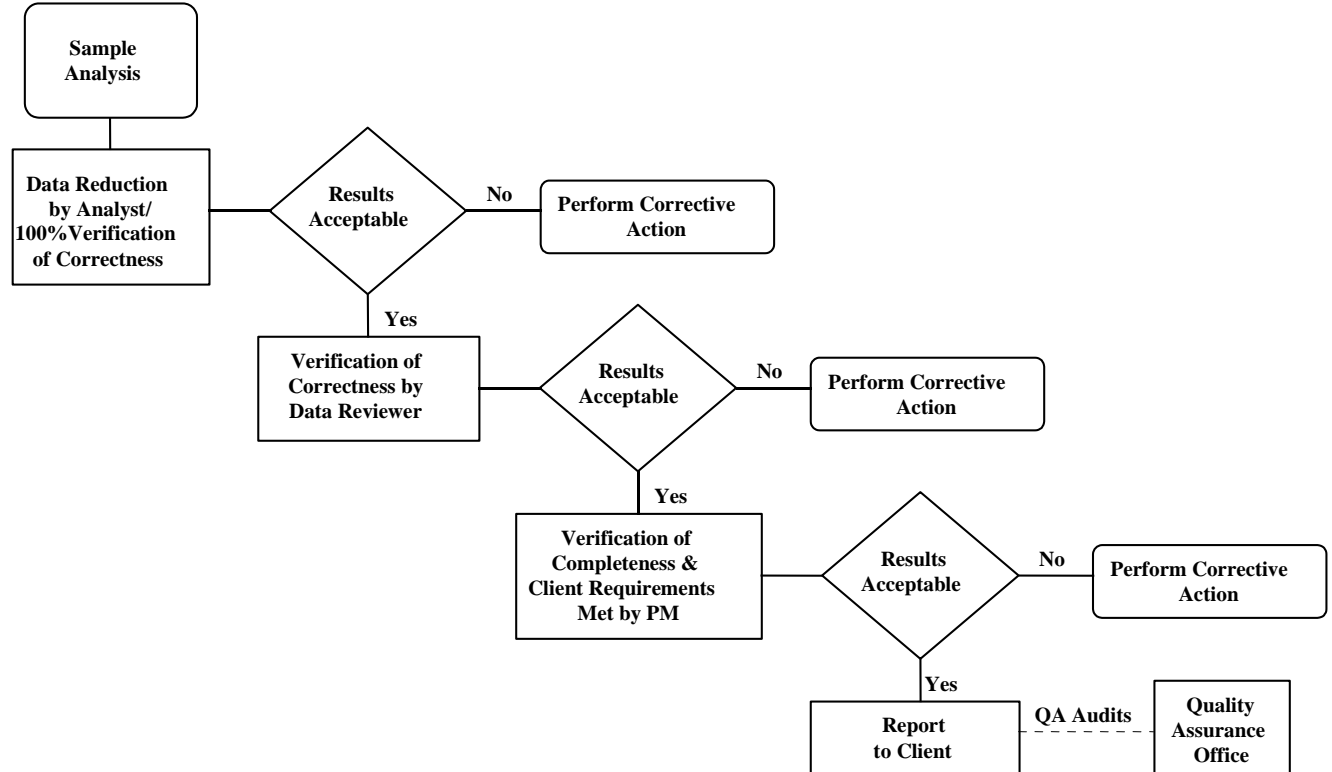 Sample
Analysis
Data Reduction
by Analyst/
100%Verification
of Correctness
Results
Acceptable
No
Perform Corrective
Action
Yes
Verification of
Correctness by
Data Reviewer
Results
Acceptable
No
Perform Corrective
Action
Yes
Verification of
Completeness &
Client Requirements
Met by PM
Results
Acceptable
No
Perform Corrective
Action
Yes
Report
to Client
QA Audits
Quality
Assurance
Office